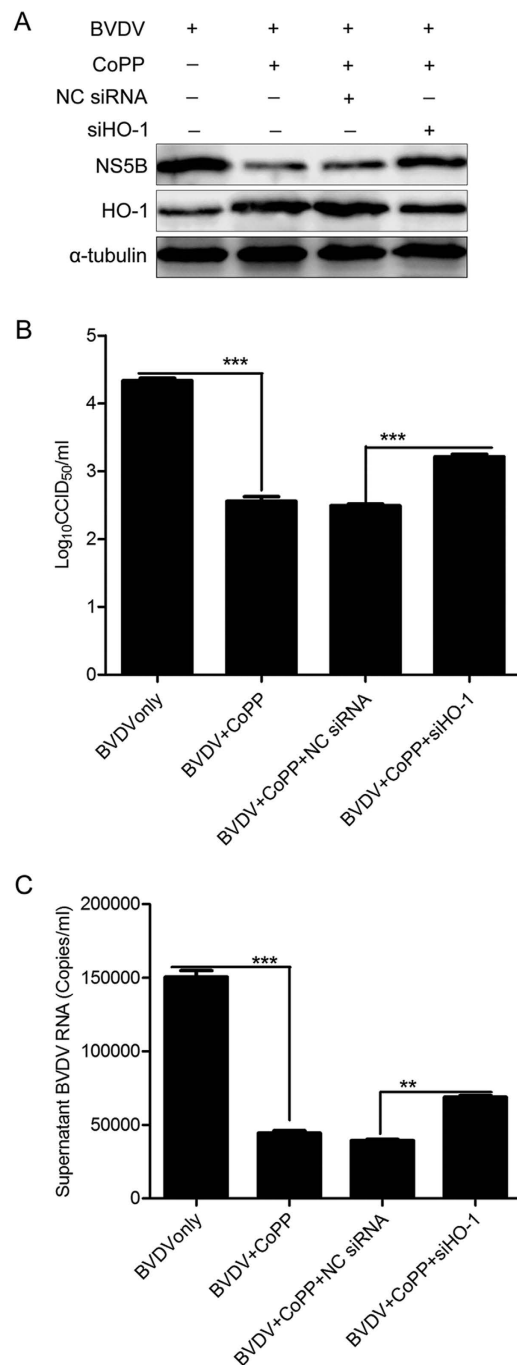 A
BVDV + + + +
CoPP – + + +
NC siRNA – – + –
siHO-1 – – – +
NS5B
HO-1
α-tubulin
B
Log10CCID50/ml
5
4
3
2
1
0
***
***
BVDVonly
BVDV+CoPP
BVDV+CoPP+NC siRNA
BVDV+CoPP+siHO-1
C
Supernatant BVDV RNA (Copies/ml)
200000
150000
100000
50000
0
***
**
BVDVonly
BVDV+CoPP
BVDV+CoPP+NC siRNA
BVDV+CoPP+siHO-1